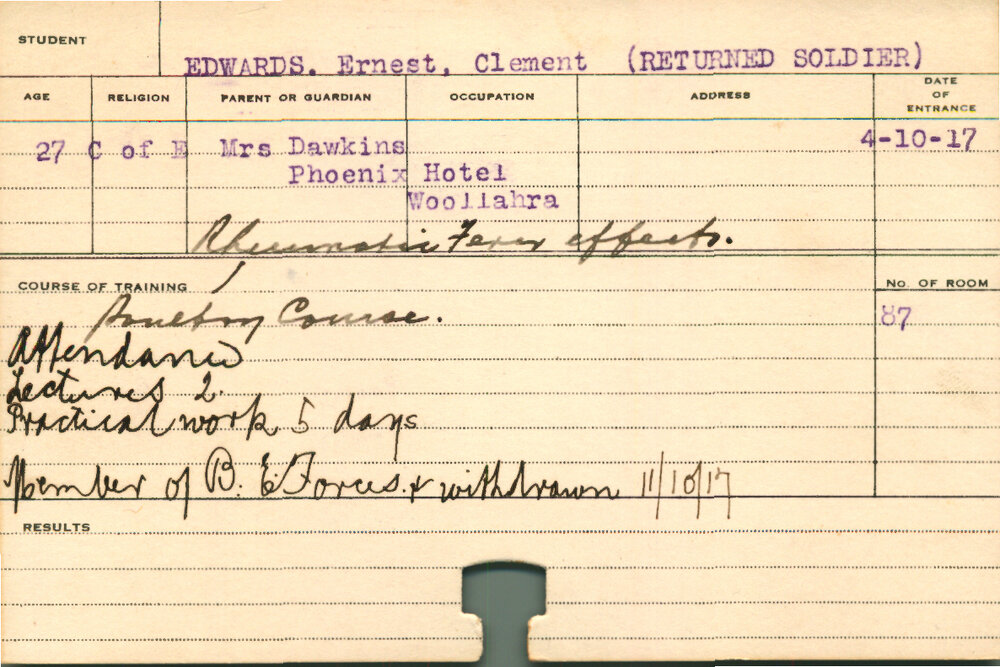 STUDENT
EDWARDS. Ernest, Clement (RETURNED SOLDIER)
AGE RELIGION PARENT OR GUARDIAN OCCUPATION ADDRESS DATE OF ENTRANCE
27 C of E Mrs Dawkins 4-10-17
Phoenix Hotel
Woollahra
Rheumatic Fever effects.
COURSE OF TRAINING No. OF ROOM
Poultry Course. 87
Attendance
Lectures 2.
Practical work 5 days
Member of B. E. Forces & withdrawn 11/10/17
RESULTS